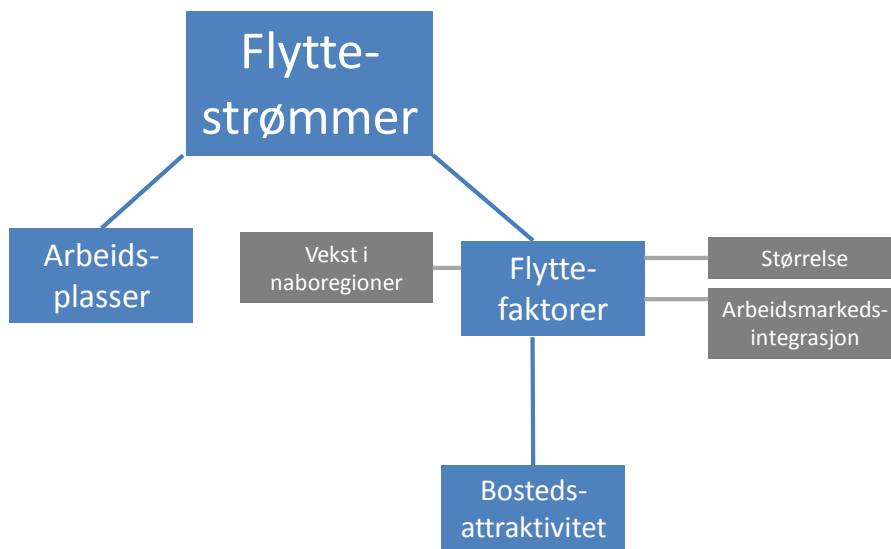 Flytte-
strømmer
Arbeids-
plasser
Vekst i
naboregioner
Flytte-
faktorer
Størrelse
Arbeidsmarkeds-
integrasjon
Bosteds-
attraktivitet